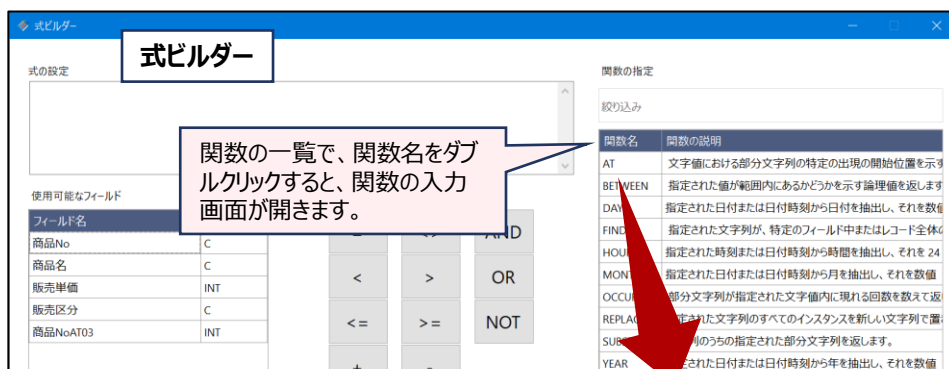 式ビルダー
式ビルダー
式の設定
関数の指定
絞り込み
関数の一覧で、関数名をダブ
ルクリックすると、関数の入力
画面が開きます。
関数名 関数の説明
AT 文字値における部分文字列の特定の出現の開始位置を示す
BETWEEN 指定された値が範囲内にあるかどうかを示す論理値を返します
DAY 指定された日付または日付時刻から日付を抽出し、それを数値
FIND 指定された文字列が、特定のフィールド中またはレコード全体の
HOU 指定された時刻または日付時刻から時間を抽出し、それを 24
MONT 指定された日付または日付時刻から月を抽出し、それを数値
OCCU 部分文字列が指定された文字値内に現れる回数を数えて返
REPLAC 定された文字列のすべてのインスタンスを新しい文字列で置
SUB 列のうちの指定された部分文字列を返します。
YEAR された日付または日付時刻から年を抽出し、それを数値
使用可能なフィールド
フィールド名
商品No C
商品名 C
販売単価 INT
販売区分 C
商品NoAT03 INT
= <> AND
< > OR
<= >= NOT
+ -